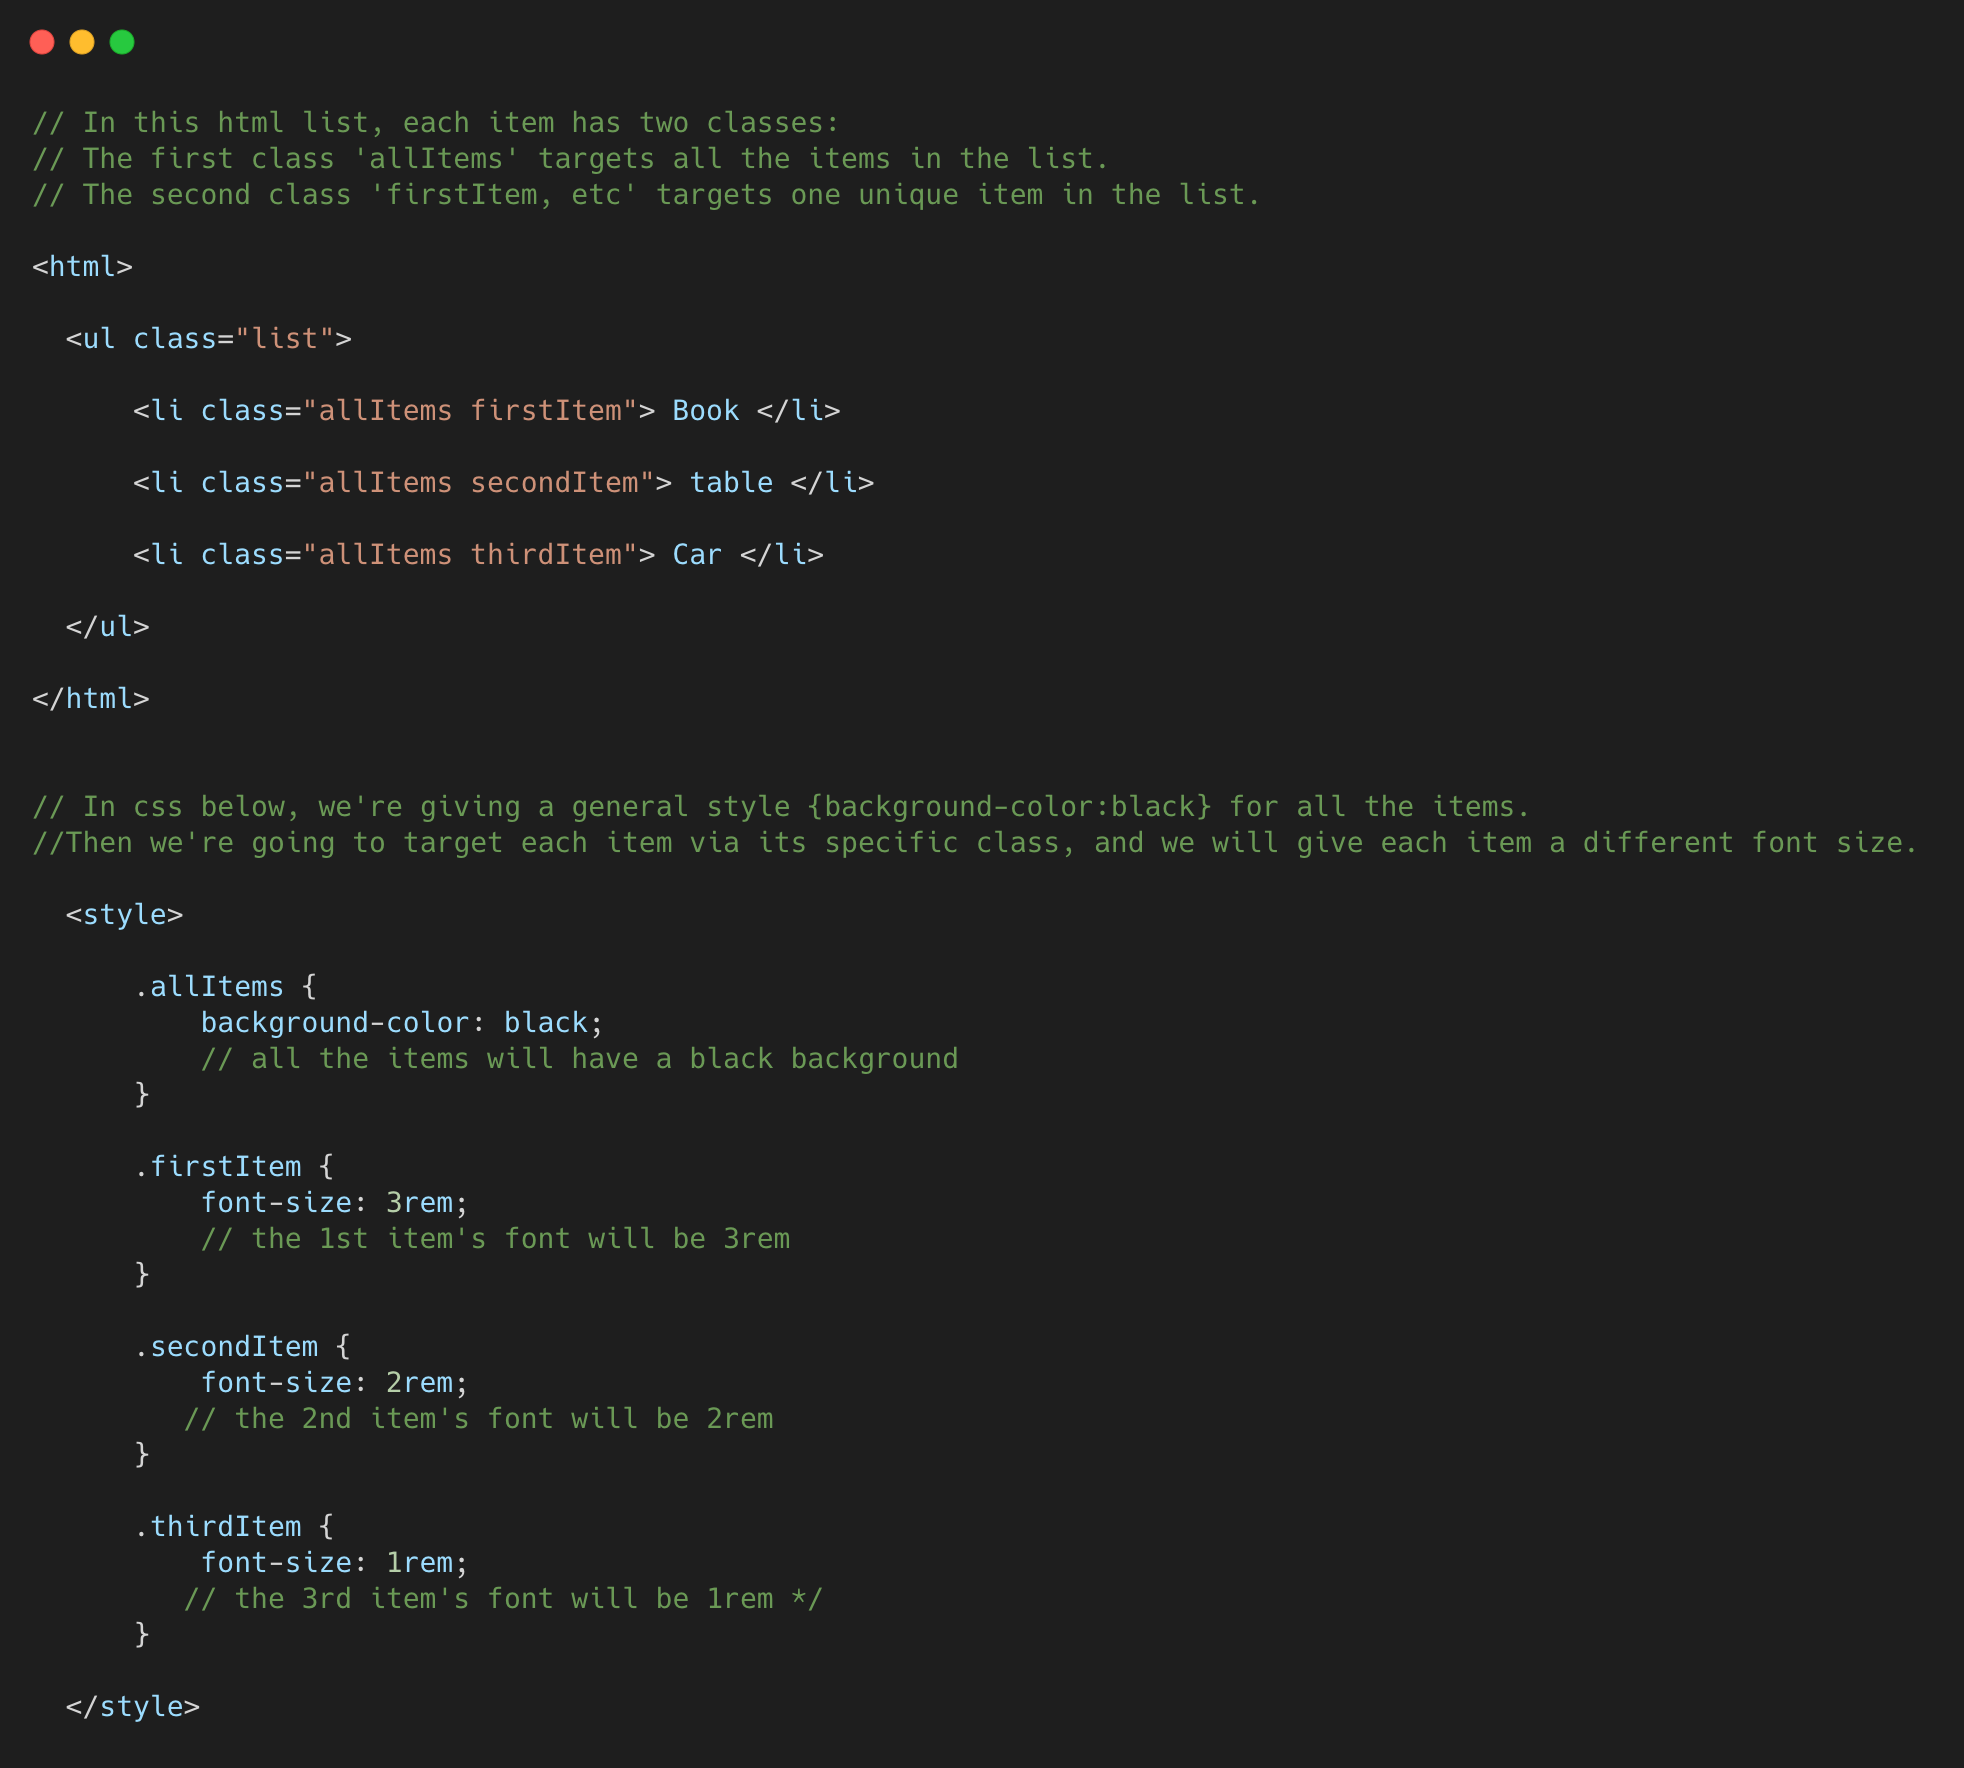 // In this html list, each item has two classes:
// The first class 'allItems' targets all the items in the list.
// The second class 'firstItem, etc' targets one unique item in the list.
<html>
<ul class="list">
<li class="allItems firstItem"> Book </li>
<li class="allItems secondItem"> table </li>
<li class="allItems thirdItem"> Car </li>
</ul>
</html>
// In css below, we're giving a general style {background-color:black} for all the items.
//Then we're going to target each item via its specific class, and we will give each item a different font size.
<style>
.allItems {
background-color: black;
// all the items will have a black background
}
.firstItem {
font-size: 3rem;
// the 1st item's font will be 3rem
}
.secondItem {
font-size: 2rem;
// the 2nd item's font will be 2rem
}
.thirdItem {
font-size: 1rem;
// the 3rd item's font will be 1rem */
}
</style>